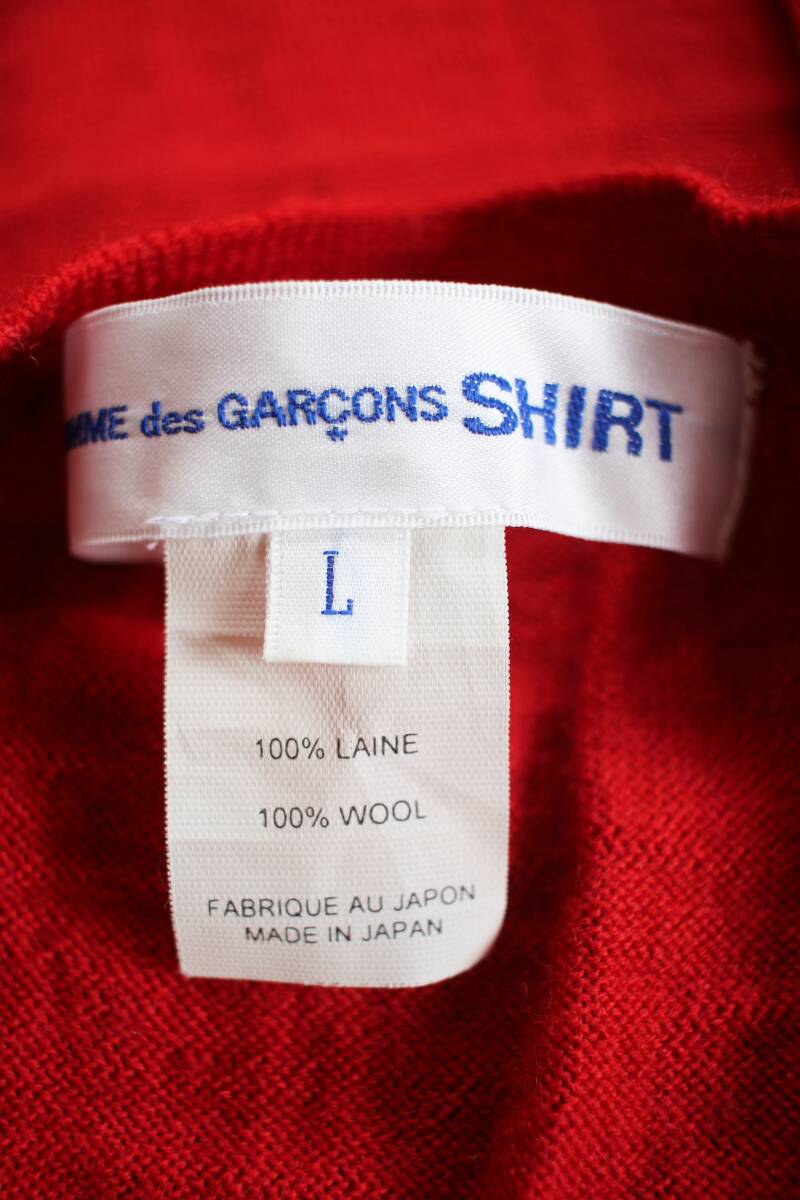 MME des GARÇONS SHIRT
L
100% LAINE
100% WOOL
FABRIQUE AU JAPON
MADE IN JAPAN